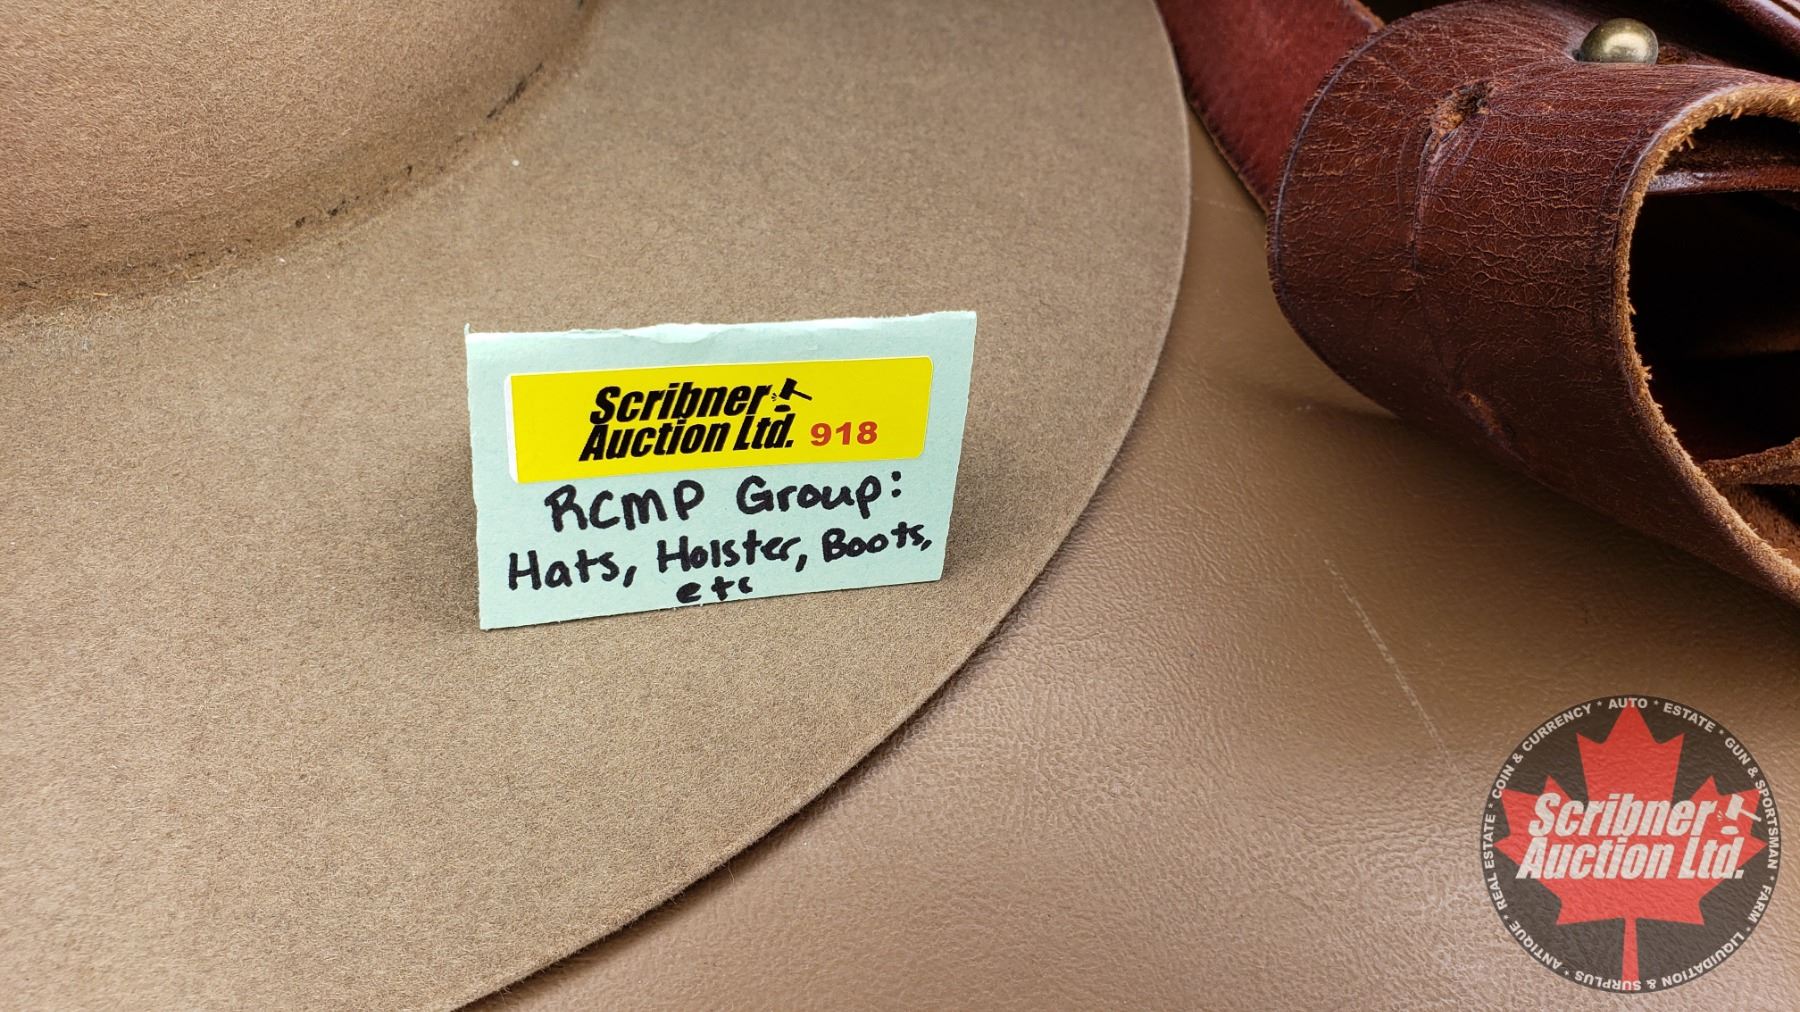 Scribner
Auction Ltd. 918
RCMP Group:
Hats, Holster, Boots,
etc
REAL ESTATE * COIN & CURRENCY * AUTO * ESTATE * GUN & SPORTSMAN * FARM * LIQUIDATION & SURPLUS * ANTIQUE *
Scribner
Auction Ltd.